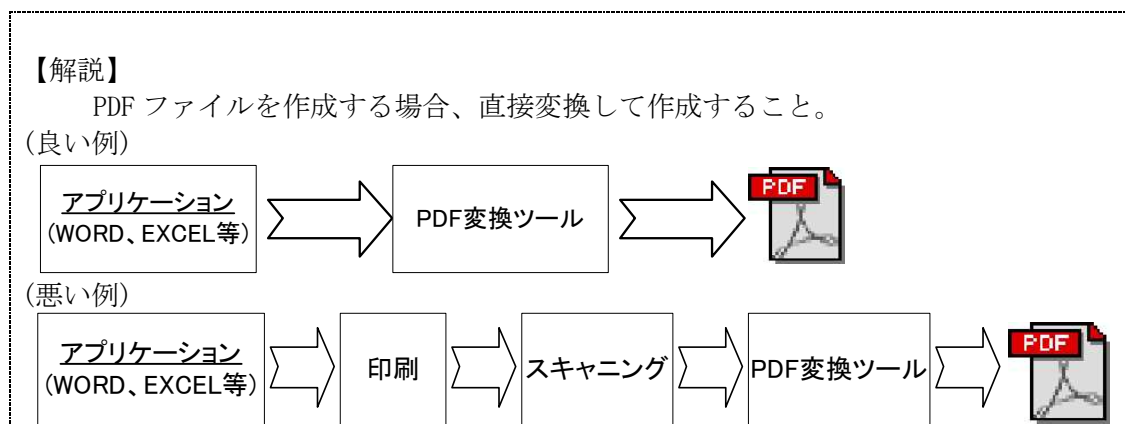 【解説】
PDF ファイルを作成する場合、直接変換して作成すること。
(良い例)
アプリケーション
(WORD、EXCEL等)
PDF変換ツール
PDF
(悪い例)
アプリケーション
(WORD、EXCEL等)
印刷
スキャニング
PDF変換ツール
PDF